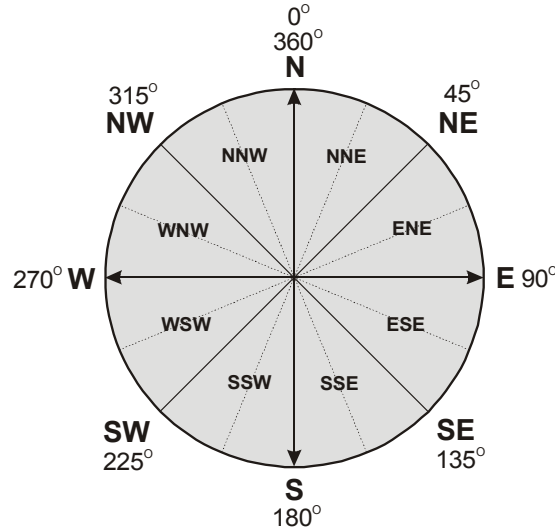 0°
360°
N
315°
NW
45°
NE
NNW
NNE
WNW
ENE
270° W
E 90°
WSW
ESE
SSW
SSE
SW
225°
SE
135°
S
180°